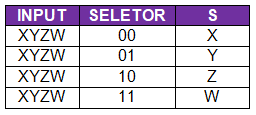 INPUT SELETOR S
XYZW 00 X
XYZW 01 Y
XYZW 10 Z
XYZW 11 W